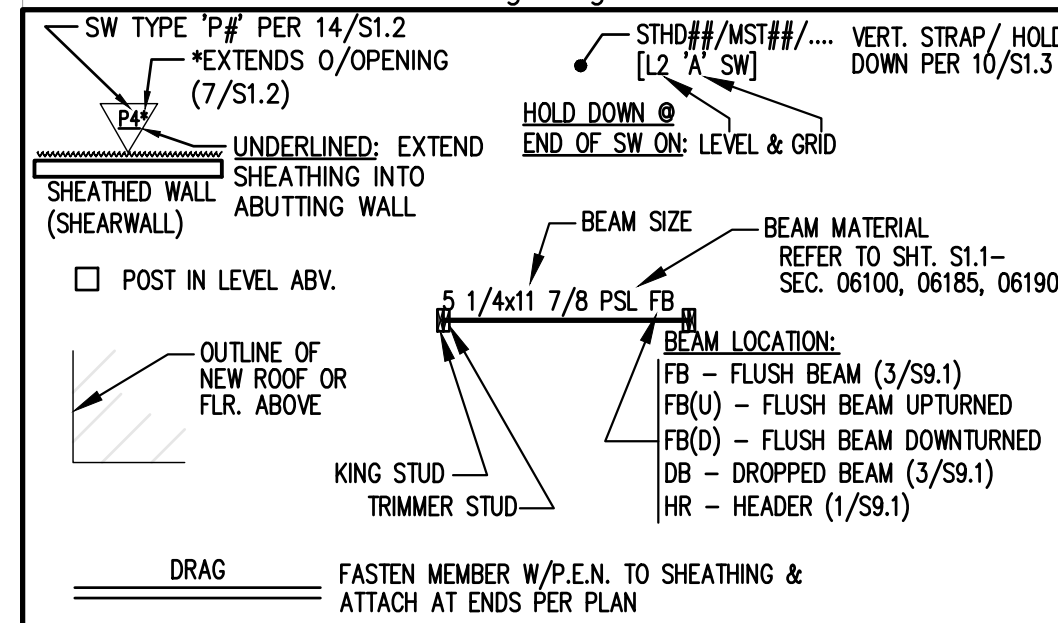 SW TYPE 'P#' PER 14/S1.2
*EXTENDS O/OPENING
(7/S1.2)
P4*
UNDERLINED: EXTEND
SHEATHING INTO
ABUTTING WALL
SHEATHED WALL
(SHEARWALL)
STHD##/MST##/....
[L2 'A' SW]
VERT. STRAP/ HOLD
DOWN PER 10/S1.3
HOLD DOWN @
END OF SW ON: LEVEL & GRID
POST IN LEVEL ABV.
BEAM SIZE
BEAM MATERIAL
REFER TO SHT. S1.1-
SEC. 06100, 06185, 06190
5 1/4x11 7/8 PSL FB
OUTLINE OF
NEW ROOF OR
FLR. ABOVE
BEAM LOCATION:
FB - FLUSH BEAM (3/S9.1)
FB(U) - FLUSH BEAM UPTURNED
FB(D) - FLUSH BEAM DOWNTURNED
DB - DROPPED BEAM (3/S9.1)
HR - HEADER (1/S9.1)
KING STUD
TRIMMER STUD
DRAG
FASTEN MEMBER W/P.E.N. TO SHEATHING &
ATTACH AT ENDS PER PLAN